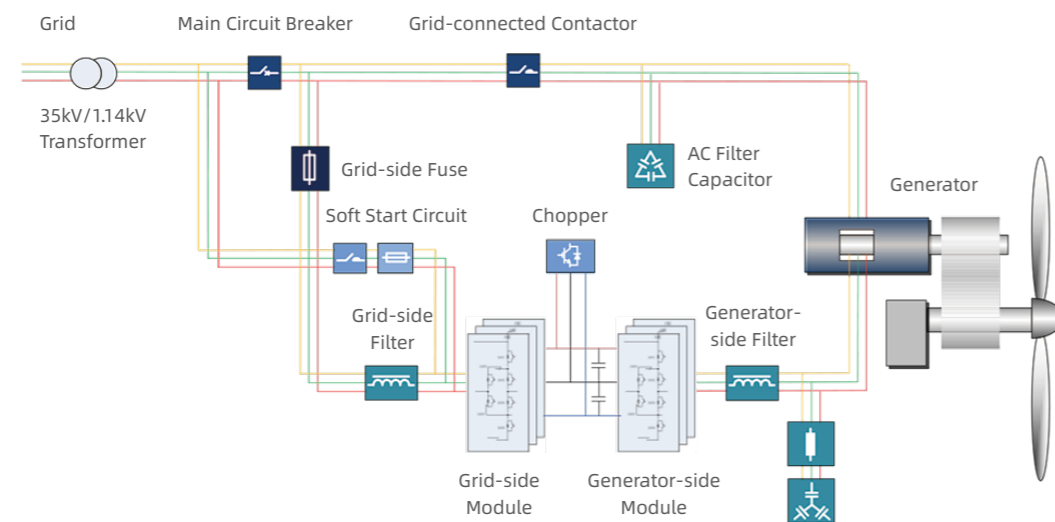 Grid
Main Circuit Breaker
Grid-connected Contactor
35kV/1.14kV
Transformer
Grid-side Fuse
AC Filter
Capacitor
Generator
Soft Start Circuit
Chopper
Grid-side
Filter
Generator-
side Filter
Grid-side
Module
Generator-side
Module